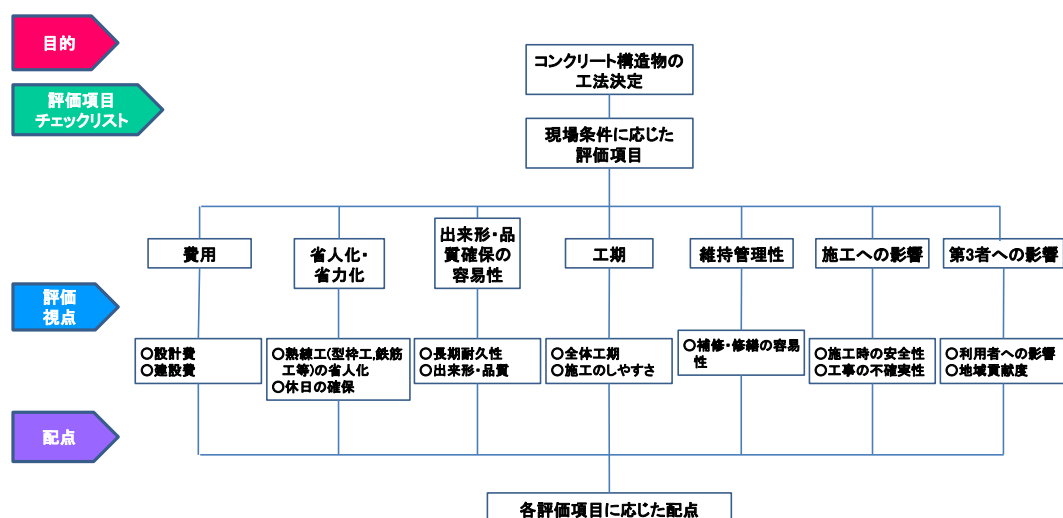 目的
コンクリート構造物の
工法決定
評価項目
チェックリスト
現場条件に応じた
評価項目
費用
省人化・
省力化
出来形・品
質確保の
容易性
工期
維持管理性
施工への影響
第3者への影響
評価
視点
○設計費
○建設費
○熟練工(型枠工,鉄筋
工等)の省人化
○休日の確保
○長期耐久性
○出来形・品質
○全体工期
○施工のしやすさ
○補修・修繕の容易
性
○施工時の安全性
○工事の不確実性
○利用者への影響
○地域貢献度
配点
各評価項目に応じた配点